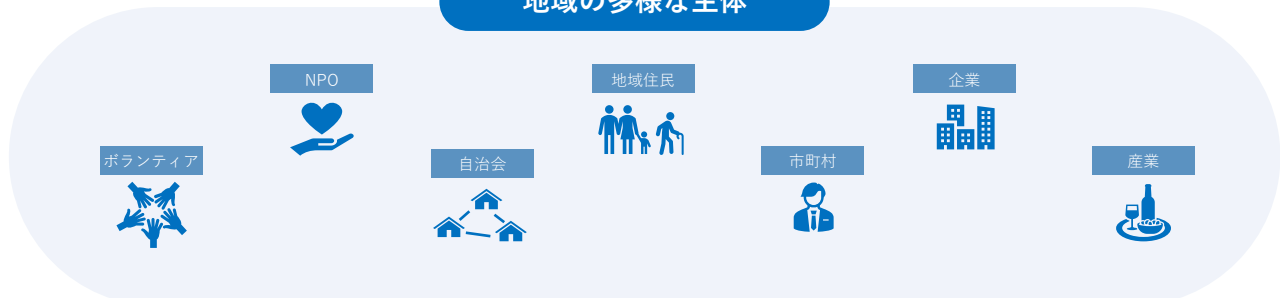 地域の多様な主体
NPO
地域住民
企業
ボランティア
自治会
市町村
産業